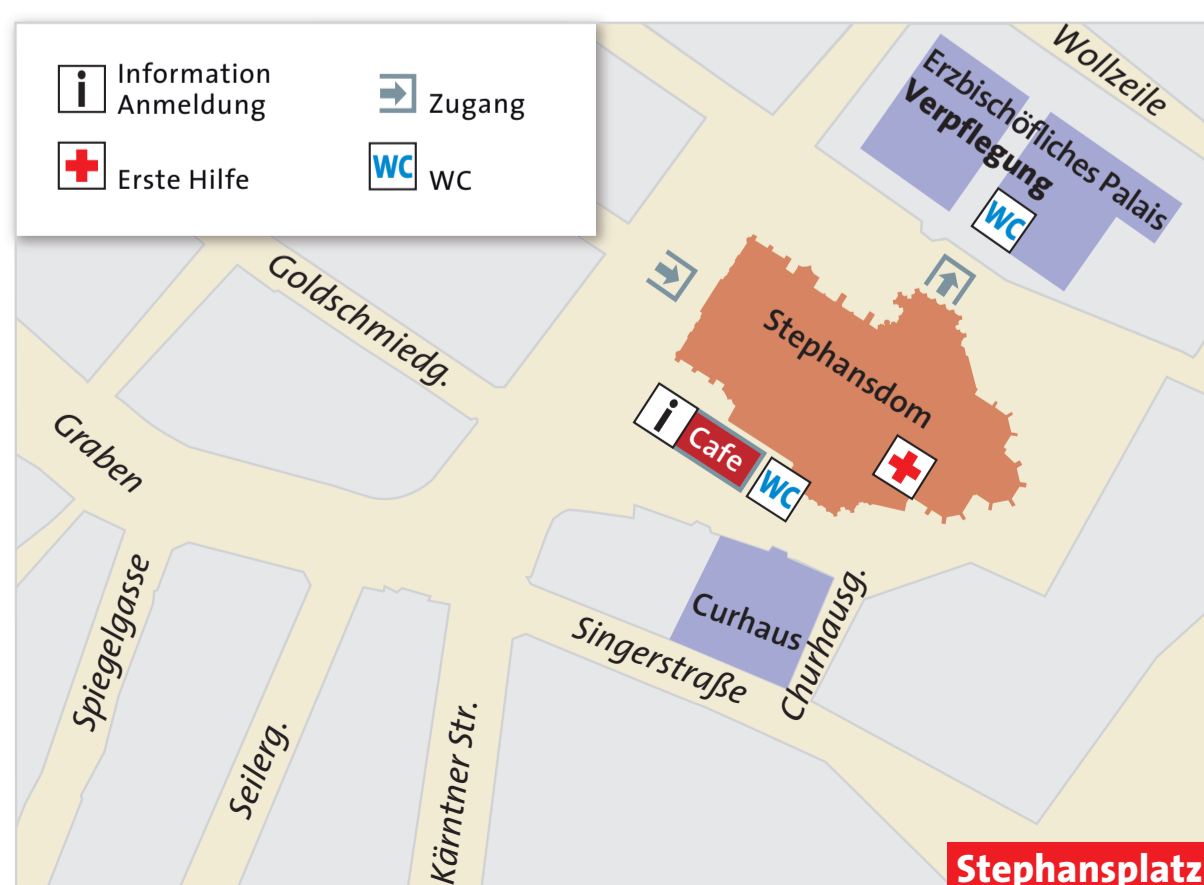 Information
Anmeldung
Zugang
Erste Hilfe
WC
WC
Wollzeile
Erzbischöfliches Palais
Verpflegung
WC
Goldschmiedg.
Stephansdom
i
Cafe
WC
Graben
Spiegelgasse
Seilerg.
Kärntner Str.
Singerstraße
Curhaus
Churhausg.
Stephansplatz
i